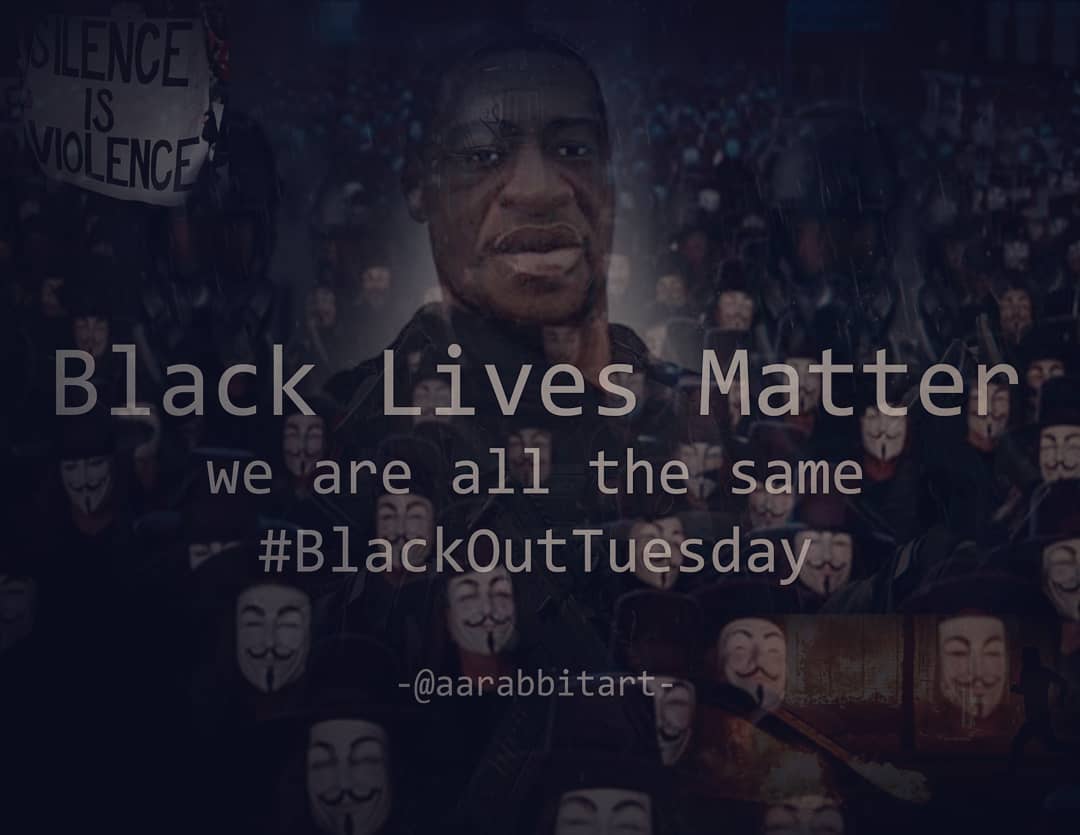 SILENCE
IS
VIOLENCE
Black Lives Matter
we are all the same
#BlackOutTuesday
-@aarabbitart-